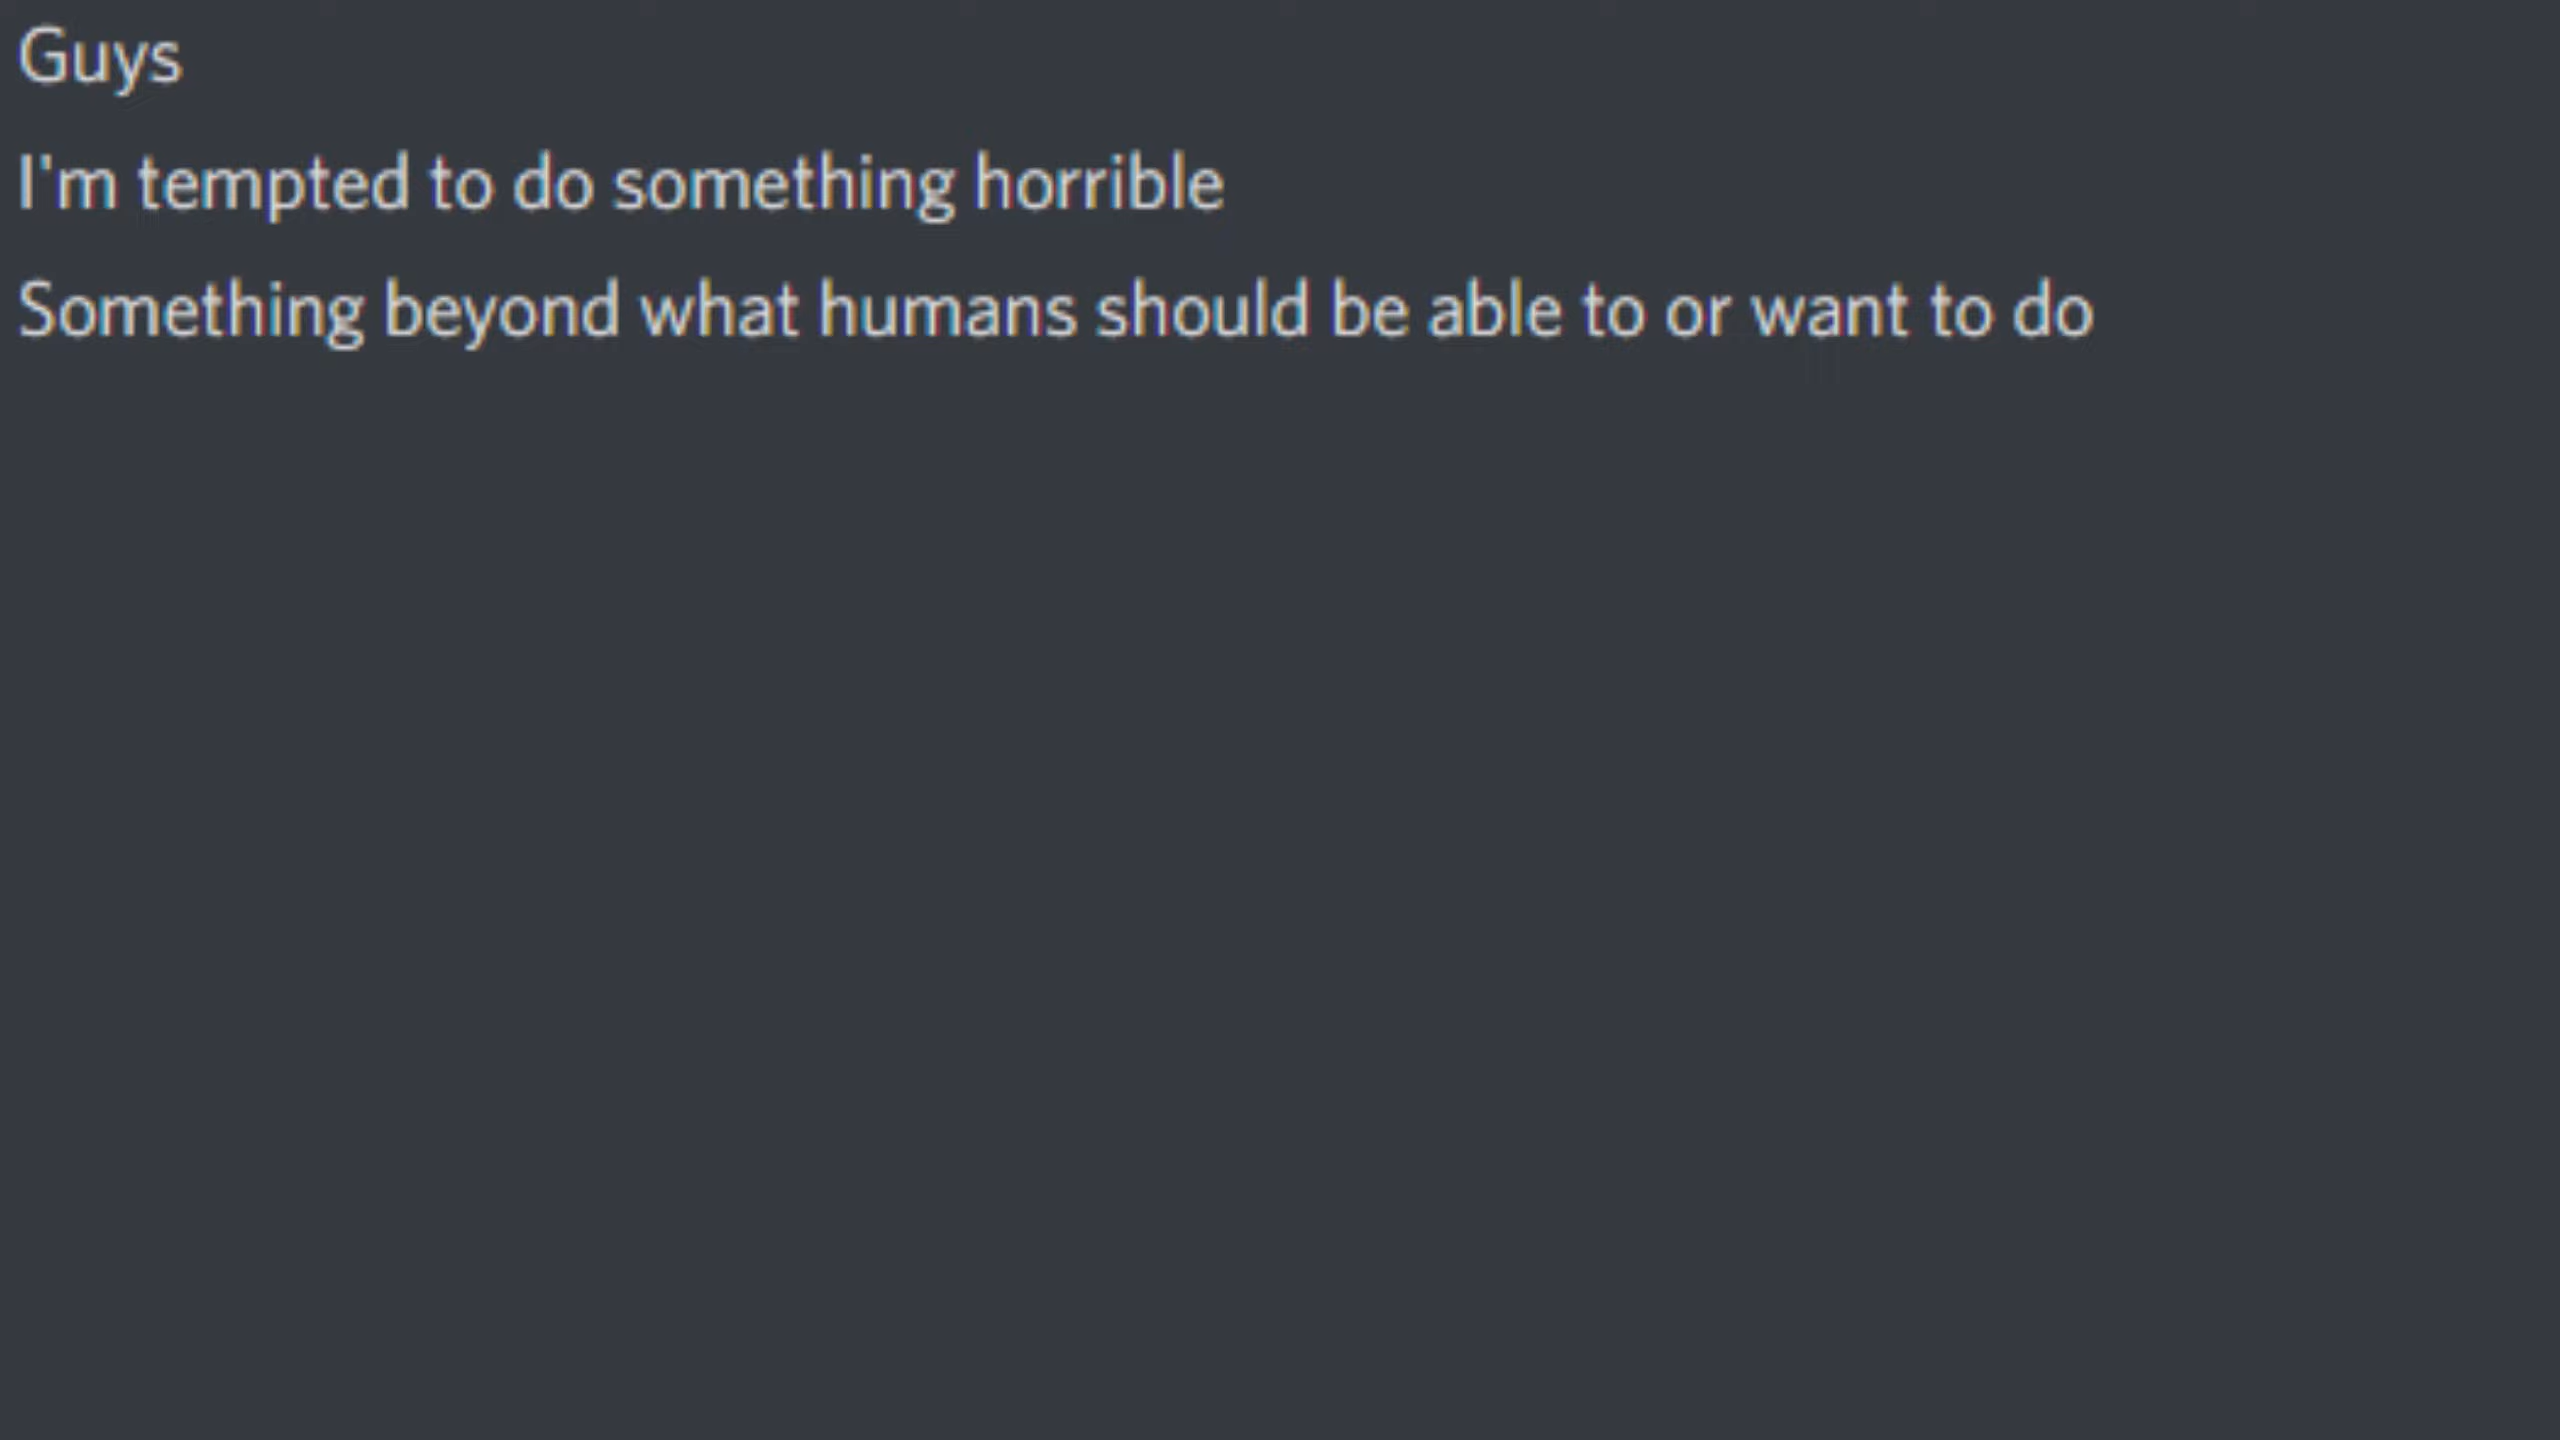 Guys
I'm tempted to do something horrible
Something beyond what humans should be able to or want to do